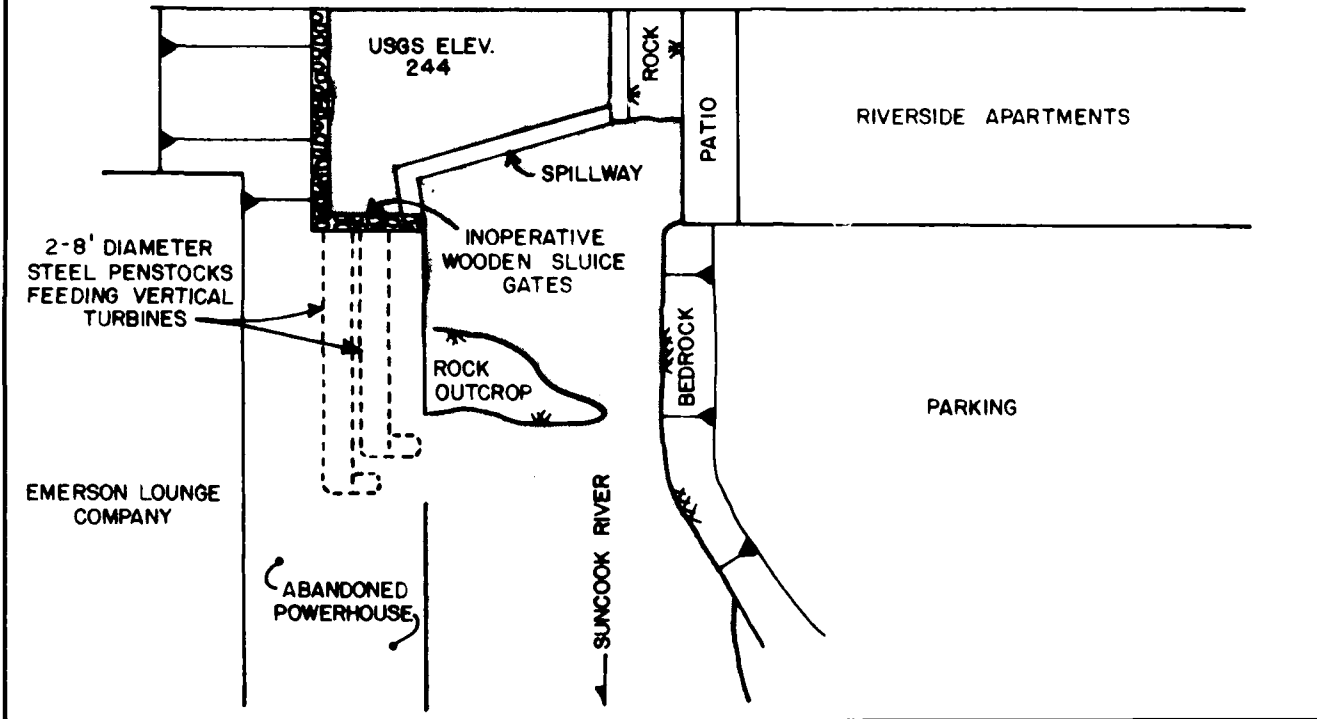 USGS ELEV.
244
ROCK
PATIO
RIVERSIDE APARTMENTS
SPILLWAY
2-8' DIAMETER
STEEL PENSTOCKS
FEEDING VERTICAL
TURBINES
INOPERATIVE
WOODEN SLUICE
GATES
ROCK
OUTCROP
BEDROCK
PARKING
EMERSON LOUNGE
COMPANY
ABANDONED
POWERHOUSE
SUNCOOK RIVER